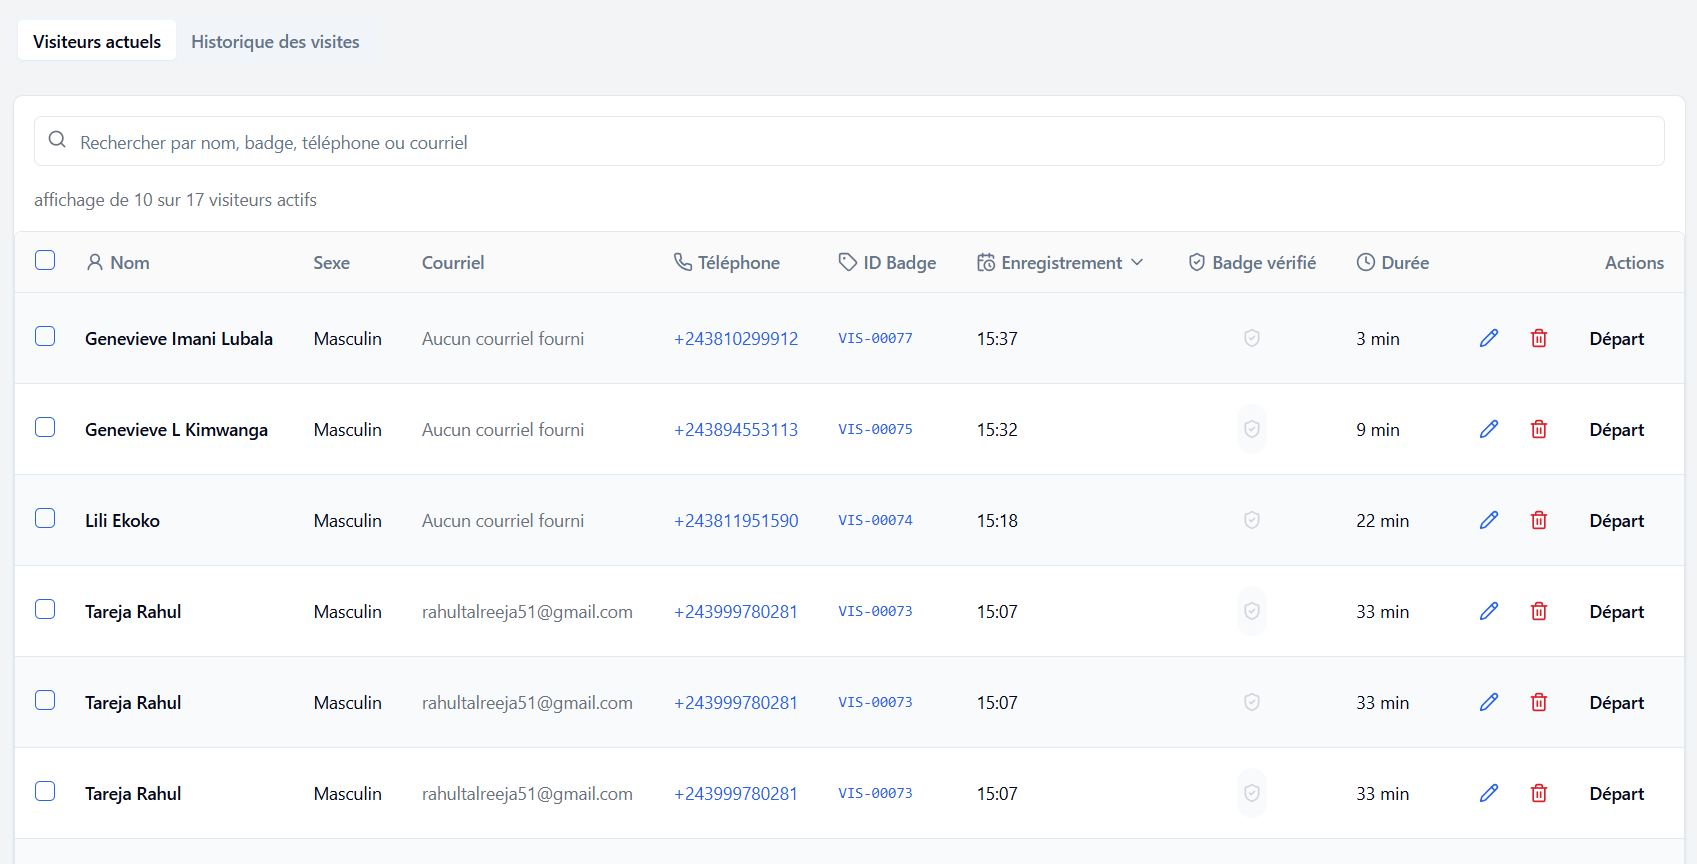 Visiteurs actuels Historique des visites
Rechercher par nom, badge, téléphone ou courriel
affichage de 10 sur 17 visiteurs actifs
Nom Sexe Courriel Téléphone ID Badge Enregistrement Badge vérifié Durée Actions
Genevieve Imani Lubala Masculin Aucun courriel fourni +243810299912 VIS-00077 15:37 3 min Départ
Genevieve L Kimwanga Masculin Aucun courriel fourni +243894553113 VIS-00075 15:32 9 min Départ
Lili Ekoko Masculin Aucun courriel fourni +243811951590 VIS-00074 15:18 22 min Départ
Tareja Rahul Masculin rahultalreeja51@gmail.com +243999780281 VIS-00073 15:07 33 min Départ
Tareja Rahul Masculin rahultalreeja51@gmail.com +243999780281 VIS-00073 15:07 33 min Départ
Tareja Rahul Masculin rahultalreeja51@gmail.com +243999780281 VIS-00073 15:07 33 min Départ